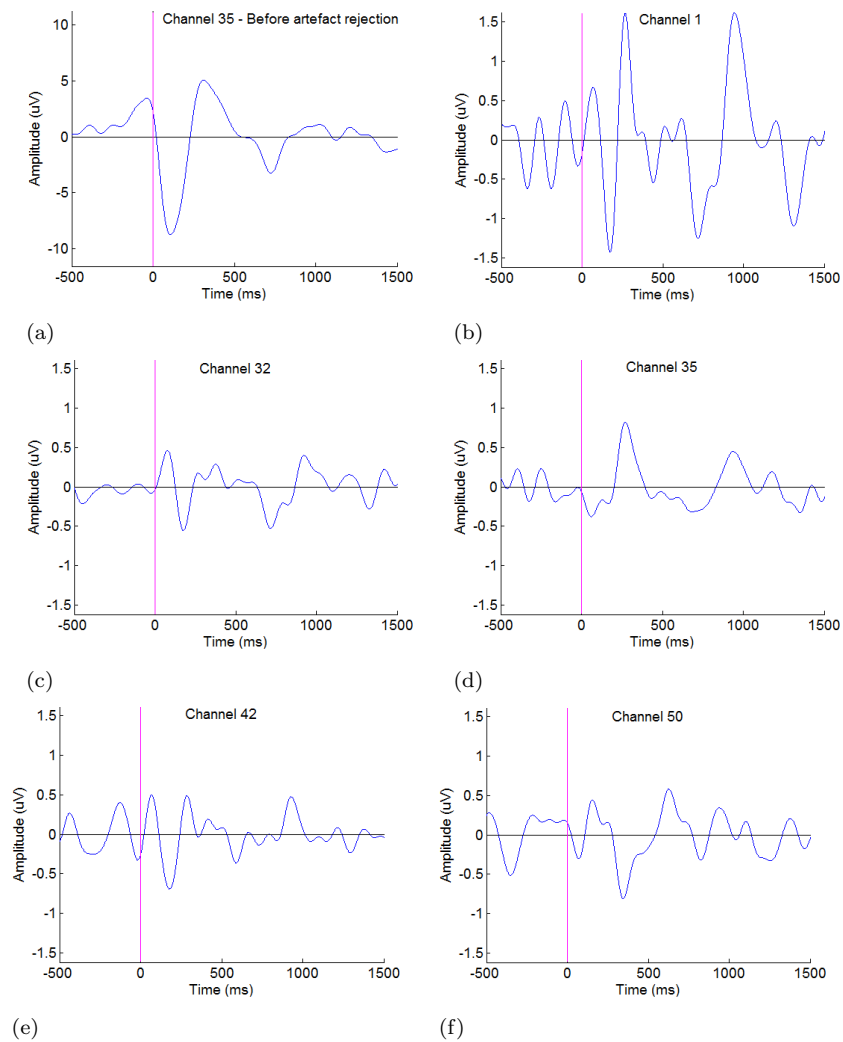 Channel 35 - Before artefact rejection
10
5
0
-5
-10
Amplitude (uV)
-500 0 500 1000 1500
Time (ms)
(a)
Channel 1
1.5
1
0.5
0
-0.5
-1
-1.5
Amplitude (uV)
-500 0 500 1000 1500
Time (ms)
(b)
Channel 32
1.5
1
0.5
0
-0.5
-1
-1.5
Amplitude (uV)
-500 0 500 1000 1500
Time (ms)
(c)
Channel 35
1.5
1
0.5
0
-0.5
-1
-1.5
Amplitude (uV)
-500 0 500 1000 1500
Time (ms)
(d)
Channel 42
1.5
1
0.5
0
-0.5
-1
-1.5
Amplitude (uV)
-500 0 500 1000 1500
Time (ms)
(e)
Channel 50
1.5
1
0.5
0
-0.5
-1
-1.5
Amplitude (uV)
-500 0 500 1000 1500
Time (ms)
(f)